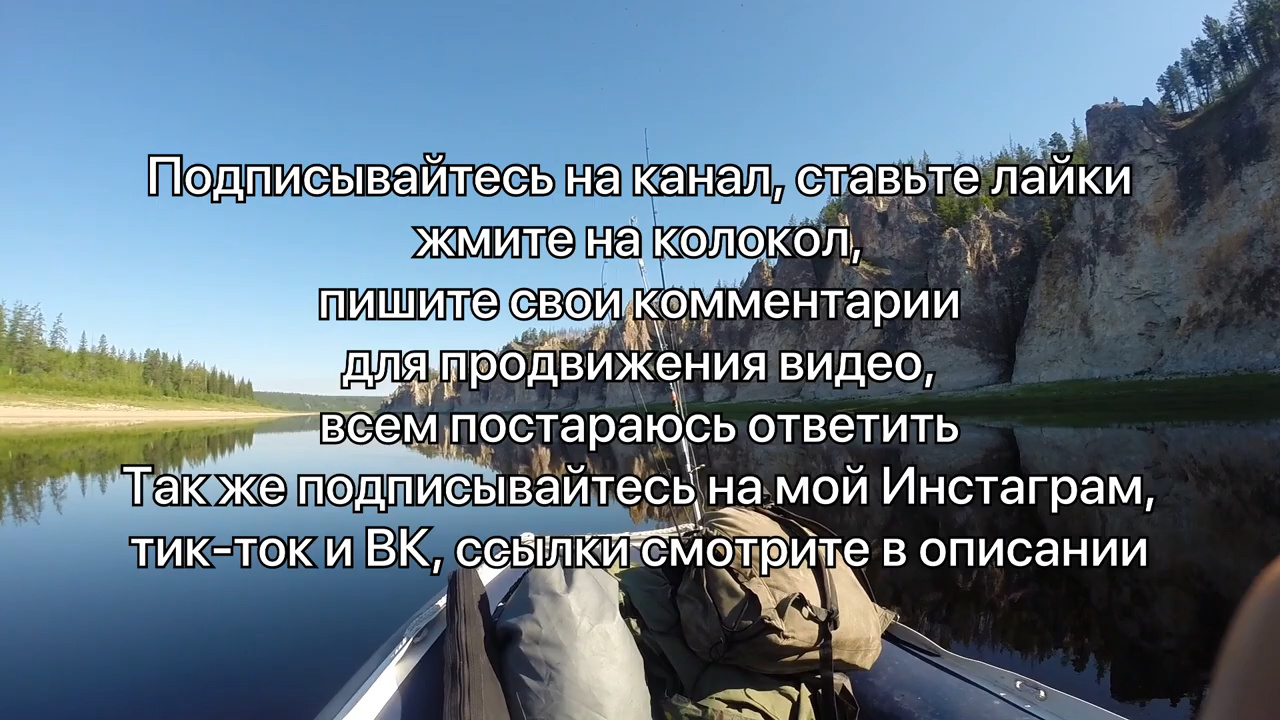 Подписывайтесь на канал, ставьте лайки
жмите на колокол,
пишите свои комментарии
для продвижения видео,
всем постараюсь ответить
Так же подписывайтесь на мой Инстаграм,
тик-ток и ВК, ссылки смотрите в описании